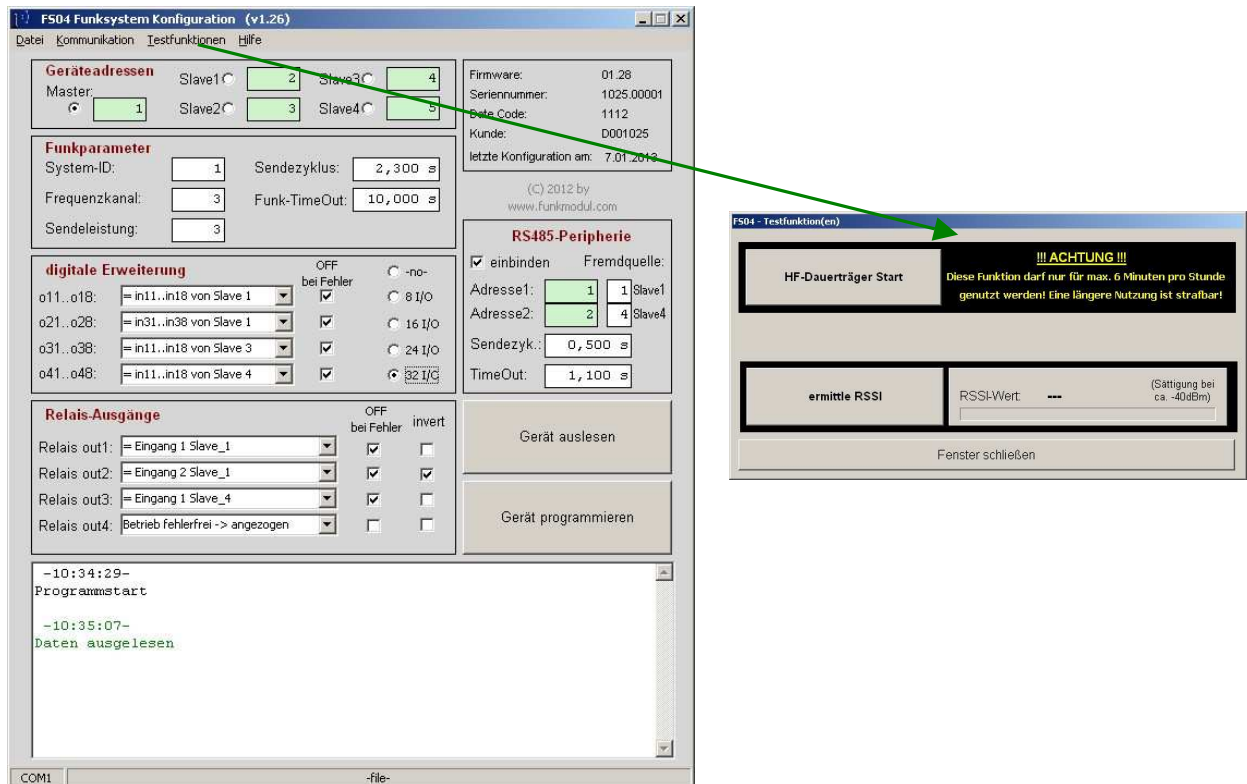 FS04 Funksystem Konfiguration (v1.26)
Datei Kommunikation Testfunktionen Hilfe
Geräteadressen
Master:
1
Slave1 2
Slave3 4
Slave2 3
Slave4 5
Firmware: 01.28
Seriennummer: 1025.00001
Date Code: 1112
Kunde: D001025
letzte Konfiguration am: 7.01.2013
Funkparameter
System-ID: 1
Sendezyklus: 2,300 s
Frequenzkanal: 3
Funk-TimeOut: 10,000 s
Sendeleistung: 3
(C) 2012 by
www.funkmodul.com
digitale Erweiterung
OFF
bei Fehler
-no-
o11..o18: = in11..in18 von Slave 1
8 I/O
o21..o28: = in31..in38 von Slave 1
16 I/O
o31..o38: = in11..in18 von Slave 3
24 I/O
o41..o48: = in11..in18 von Slave 4
32 I/O
RS485-Peripherie
einbinden Fremdquelle:
Adresse1: 1 1 Slave1
Adresse2: 2 4 Slave4
Sendezyk.: 0,500 s
TimeOut: 1,100 s
Relais-Ausgänge
OFF
bei Fehler
invert
Relais out1: = Eingang 1 Slave_1
Relais out2: = Eingang 2 Slave_1
Relais out3: = Eingang 1 Slave_4
Relais out4: Betrieb fehlerfrei -> angezogen
Gerät auslesen
Gerät programmieren
-10:34:29-
Programmstart
-10:35:07-
Daten ausgelesen
COM1
-file-
FS04 - Testfunktion(en)
HF-Dauerträger Start
!!! ACHTUNG !!!
Diese Funktion darf nur für max. 6 Minuten pro Stunde
genutzt werden! Eine längere Nutzung ist strafbar!
ermittle RSSI
RSSI-Wert: ---
(Sättigung bei
ca. -40dBm)
Fenster schließen